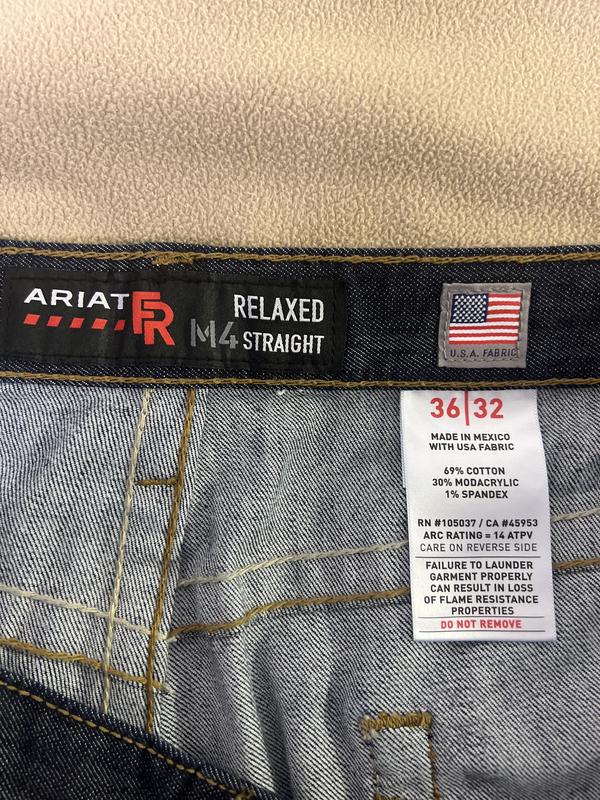 ARIAT FR
RELAXED
M4 STRAIGHT
U.S.A. FABRIC
36|32
MADE IN MEXICO
WITH USA FABRIC
69% COTTON
30% MODACRYLIC
1% SPANDEX
RN #105037 / CA #45953
ARC RATING = 14 ATPV
CARE ON REVERSE SIDE
FAILURE TO LAUNDER
GARMENT PROPERLY
CAN RESULT IN LOSS
OF FLAME RESISTANCE
PROPERTIES
DO NOT REMOVE